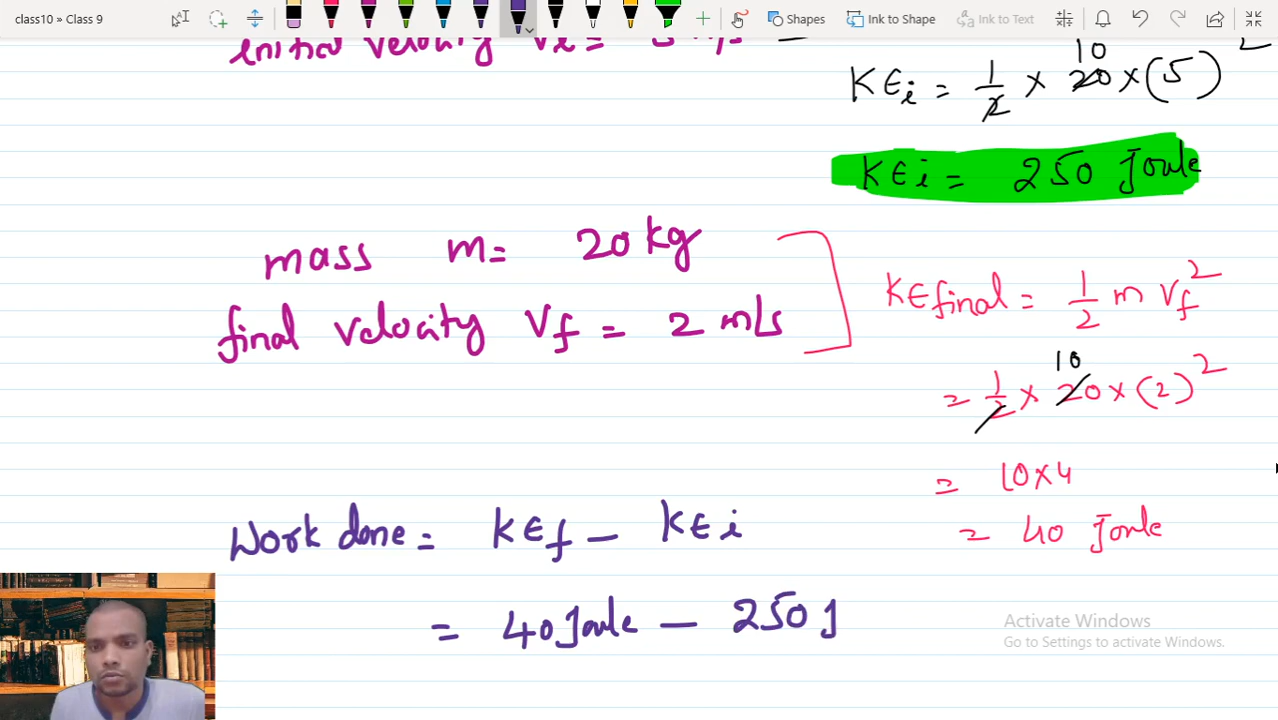 class10 » Class 9
Shapes
Ink to Shape
Ink to Text
initial velocity Vi = 5 m/s
KEi = 1/2 × 20 × (5)²
10
KEi = 250 Joule
mass m = 20 kg
final velocity Vf = 2 m/s
KEfinal = 1/2 m Vf²
10
= 1/2 × 20 × (2)²
= 10×4
= 40 Joule
Work done = KEf − KEi
= 40 Joule − 250 J
Activate Windows
Go to Settings to activate Windows.